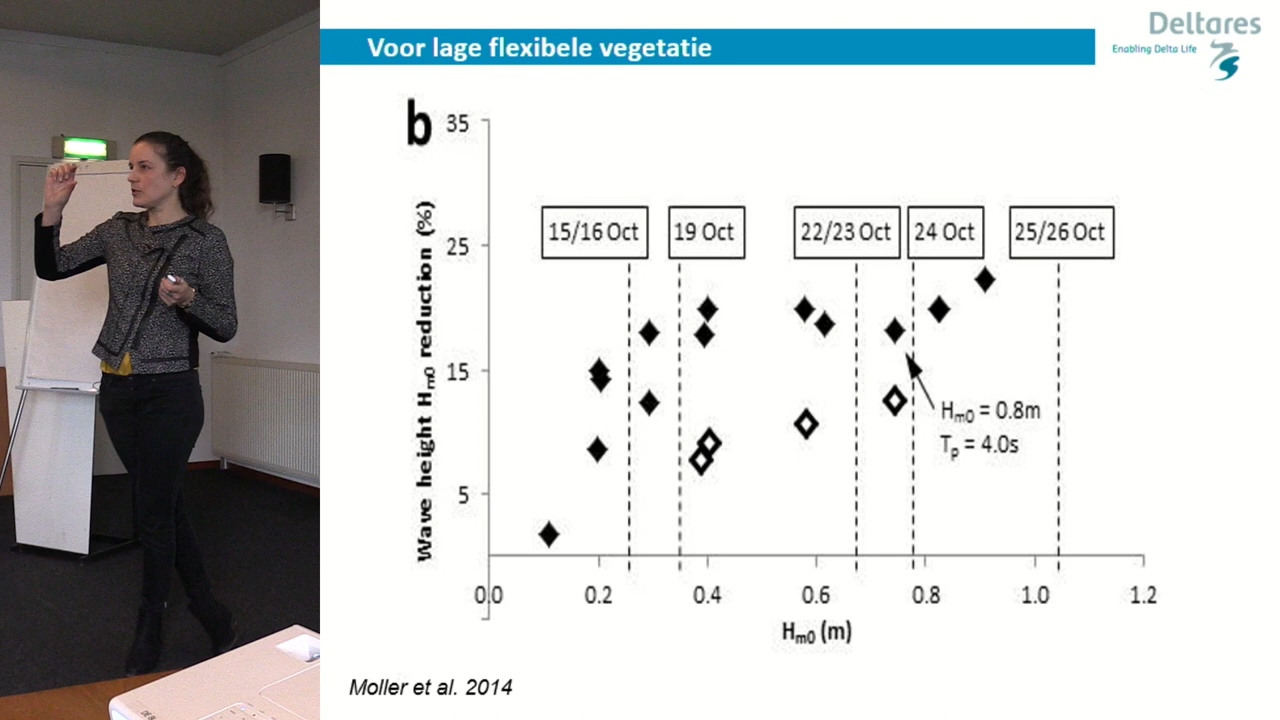 Voor lage flexibele vegetatie
Deltares
Enabling Delta Life
b
35
25
15
5
Wave height Hm0 reduction (%)
15/16 Oct
19 Oct
22/23 Oct
24 Oct
25/26 Oct
Hm0 = 0.8m
Tp = 4.0s
0.0
0.2
0.4
0.6
0.8
1.0
1.2
Hm0 (m)
Moller et al. 2014